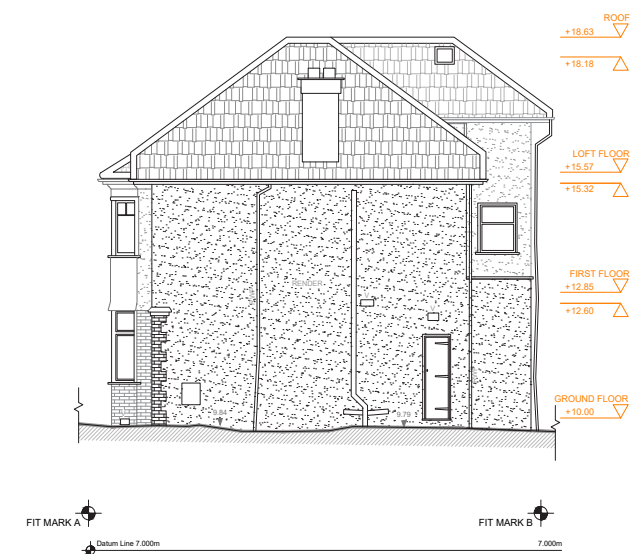 ROOF
+18.63
+18.18
LOFT FLOOR
+15.57
+15.32
RENDER
FIRST FLOOR
+12.85
+12.60
GROUND FLOOR
+10.00
9.84
9.79
FIT MARK A
FIT MARK B
Datum Line 7.000m
7.000m